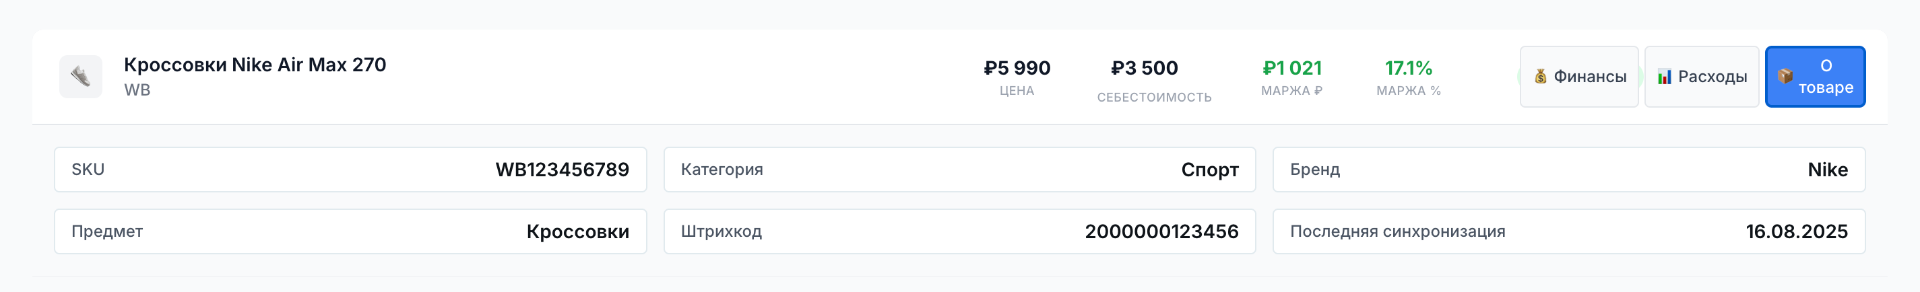 Кроссовки Nike Air Max 270
WB
₽5 990
ЦЕНА
₽3 500
СЕБЕСТОИМОСТЬ
₽1 021
МАРЖА ₽
17.1%
МАРЖА %
Финансы
Расходы
О
товаре
SKU WB123456789
Категория Спорт
Бренд Nike
Предмет Кроссовки
Штрихкод 2000000123456
Последняя синхронизация 16.08.2025